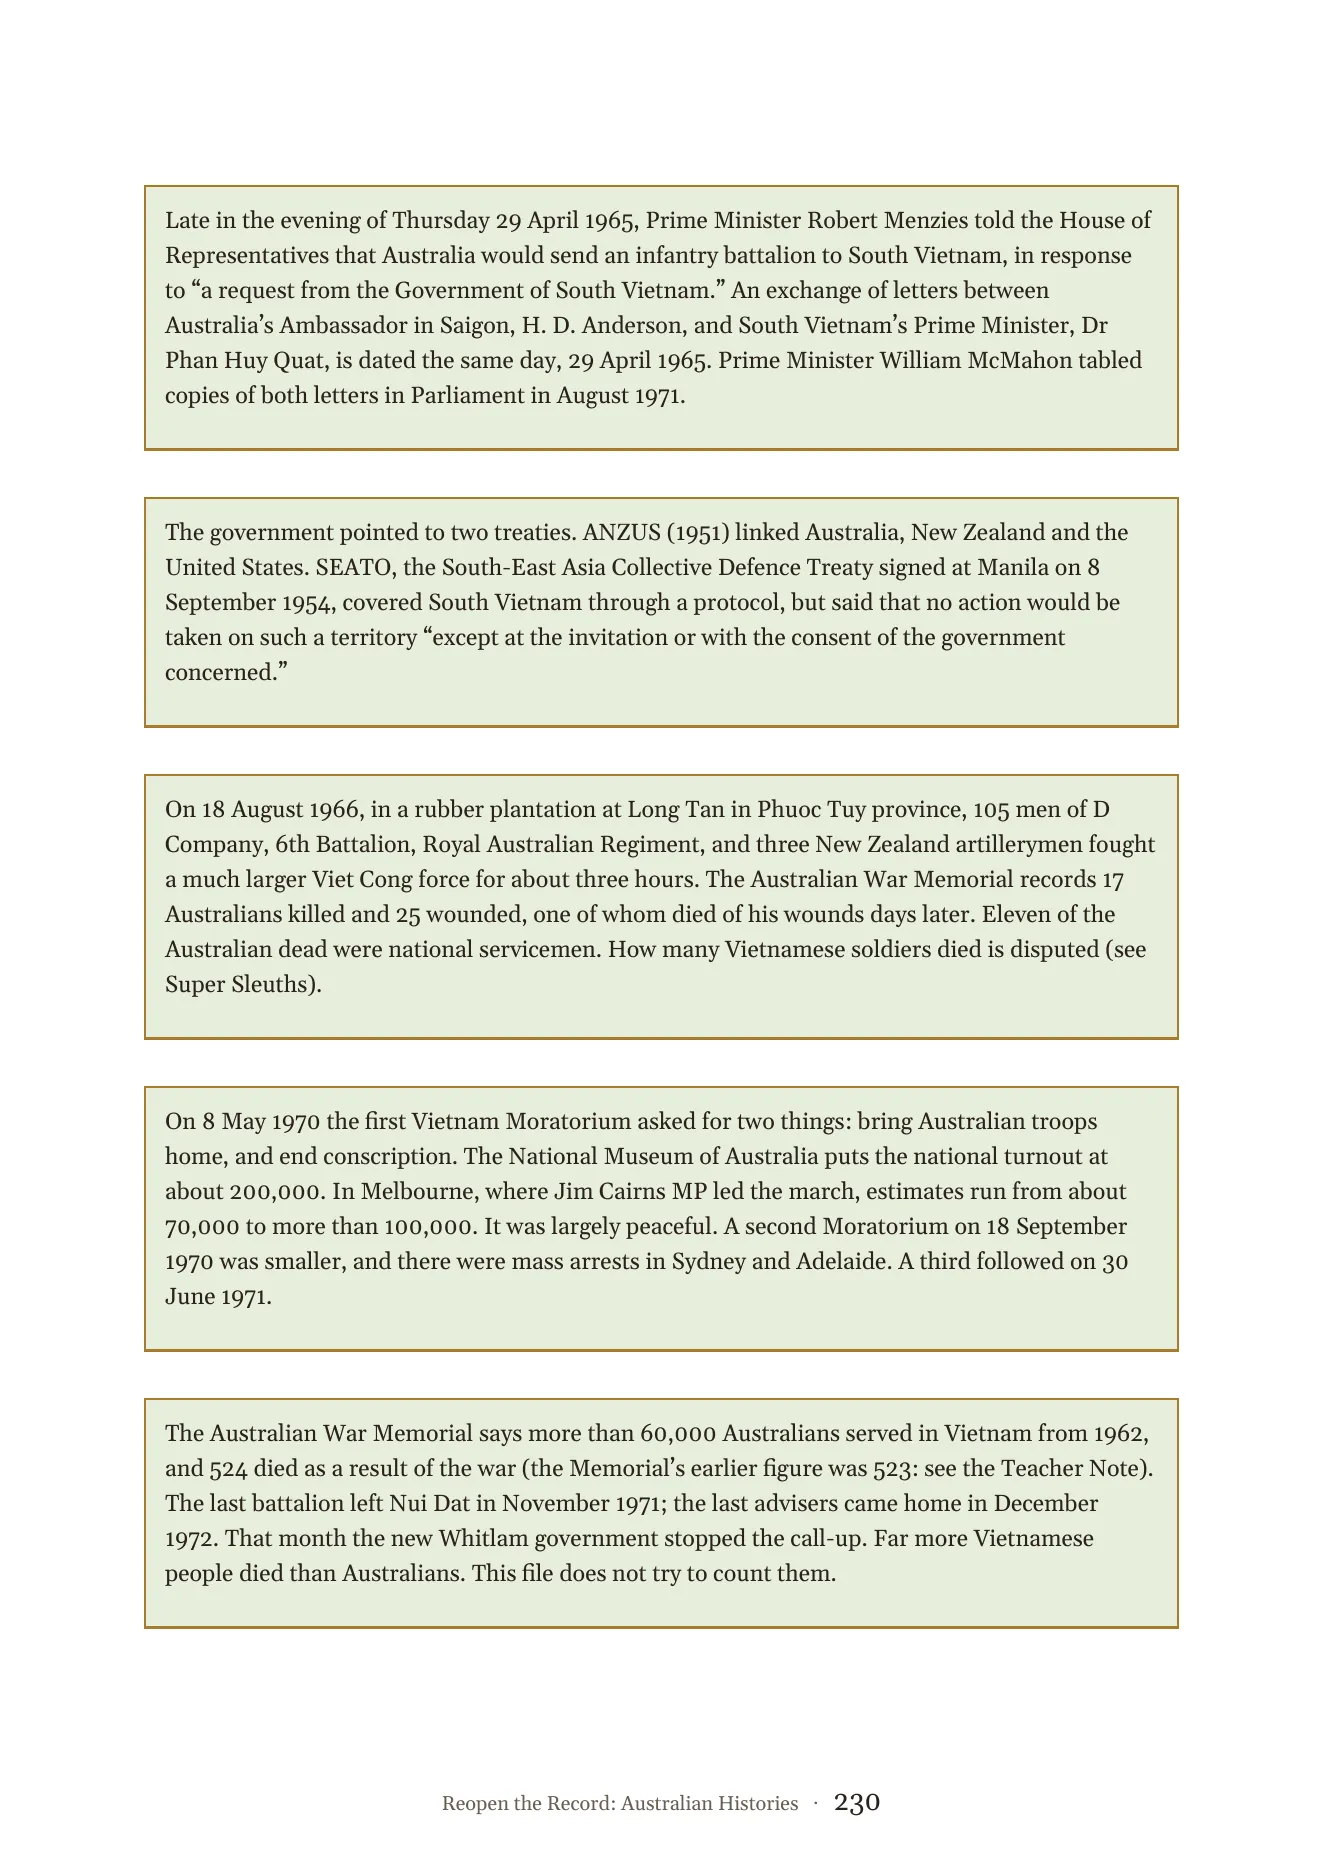 Late in the evening of Thursday 29 April 1965, Prime Minister Robert Menzies told the House of
Representatives that Australia would send an infantry battalion to South Vietnam, in response
to “a request from the Government of South Vietnam.” An exchange of letters between
Australia’s Ambassador in Saigon, H. D. Anderson, and South Vietnam’s Prime Minister, Dr
Phan Huy Quat, is dated the same day, 29 April 1965. Prime Minister William McMahon tabled
copies of both letters in Parliament in August 1971.
The government pointed to two treaties. ANZUS (1951) linked Australia, New Zealand and the
United States. SEATO, the South-East Asia Collective Defence Treaty signed at Manila on 8
September 1954, covered South Vietnam through a protocol, but said that no action would be
taken on such a territory “except at the invitation or with the consent of the government
concerned.”
On 18 August 1966, in a rubber plantation at Long Tan in Phuoc Tuy province, 105 men of D
Company, 6th Battalion, Royal Australian Regiment, and three New Zealand artillerymen fought
a much larger Viet Cong force for about three hours. The Australian War Memorial records 17
Australians killed and 25 wounded, one of whom died of his wounds days later. Eleven of the
Australian dead were national servicemen. How many Vietnamese soldiers died is disputed (see
Super Sleuths).
On 8 May 1970 the first Vietnam Moratorium asked for two things: bring Australian troops
home, and end conscription. The National Museum of Australia puts the national turnout at
about 200,000. In Melbourne, where Jim Cairns MP led the march, estimates run from about
70,000 to more than 100,000. It was largely peaceful. A second Moratorium on 18 September
1970 was smaller, and there were mass arrests in Sydney and Adelaide. A third followed on 30
June 1971.
The Australian War Memorial says more than 60,000 Australians served in Vietnam from 1962,
and 524 died as a result of the war (the Memorial’s earlier figure was 523: see the Teacher Note).
The last battalion left Nui Dat in November 1971; the last advisers came home in December
1972. That month the new Whitlam government stopped the call-up. Far more Vietnamese
people died than Australians. This file does not try to count them.
Reopen the Record: Australian Histories · 230